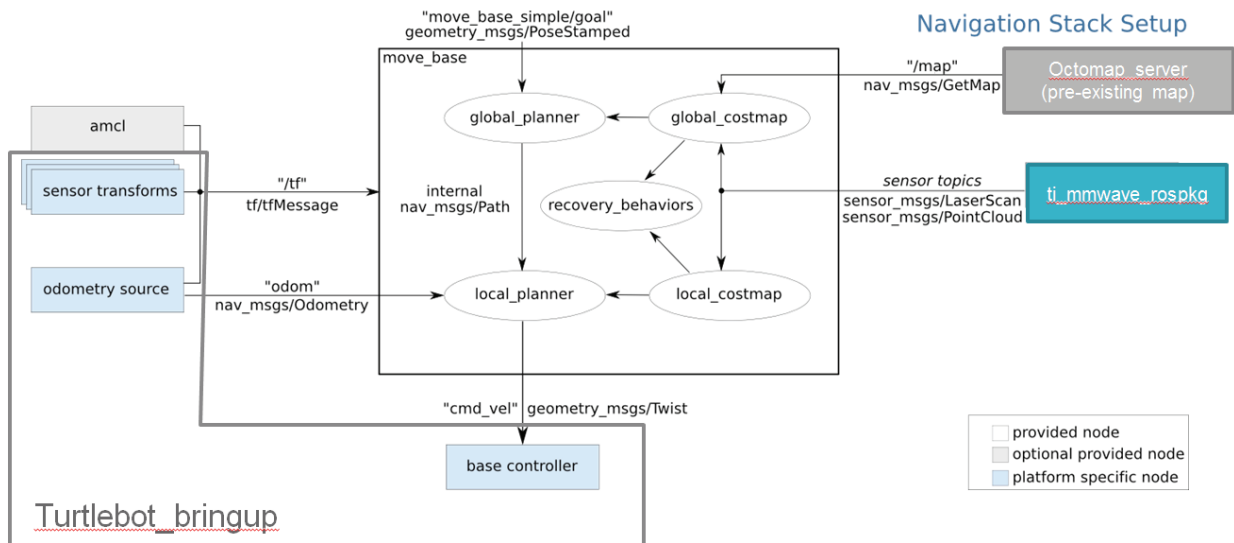 "move_base_simple/goal"
geometry_msgs/PoseStamped
Navigation Stack Setup
move_base
"/map"
nav_msgs/GetMap
Octomap_server
(pre-existing map)
amcl
global_planner
global_costmap
sensor transforms
"/tf"
tf/tfMessage
internal
nav_msgs/Path
recovery_behaviors
sensor topics
sensor_msgs/LaserScan
sensor_msgs/PointCloud
ti_mmwave_rospkg
odometry source
"odom"
nav_msgs/Odometry
local_planner
local_costmap
"cmd_vel" geometry_msgs/Twist
base controller
provided node
optional provided node
platform specific node
Turtlebot_bringup